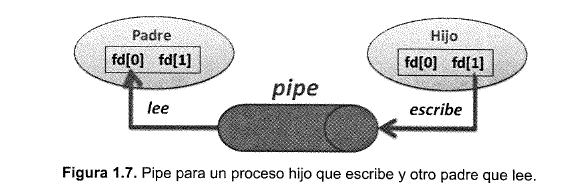 Padre
fd[0] fd[1]
Hijo
fd[0] fd[1]
pipe
lee
escribe
Figura 1.7. Pipe para un proceso hijo que escribe y otro padre que lee.